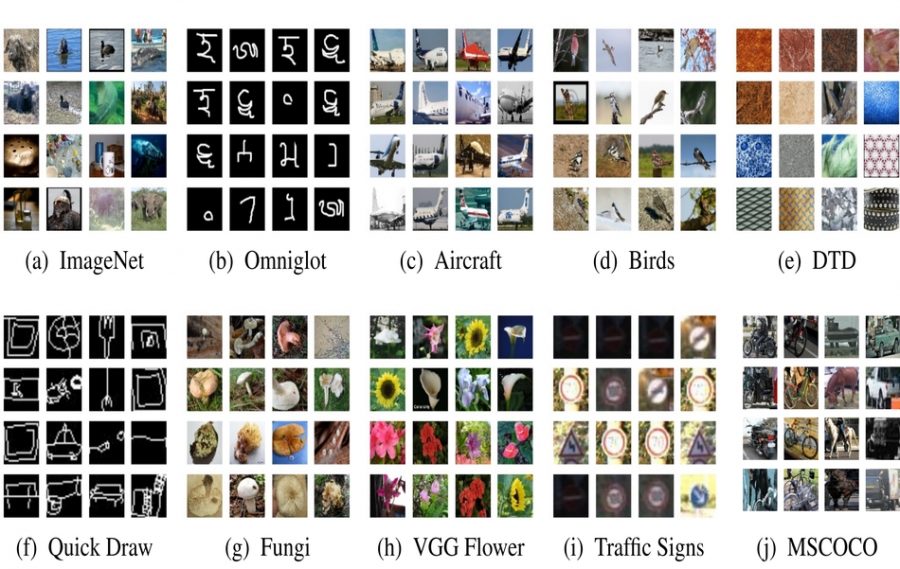 (a) ImageNet
(b) Omniglot
(c) Aircraft
(d) Birds
(e) DTD
(f) Quick Draw
(g) Fungi
(h) VGG Flower
(i) Traffic Signs
(j) MSCOCO